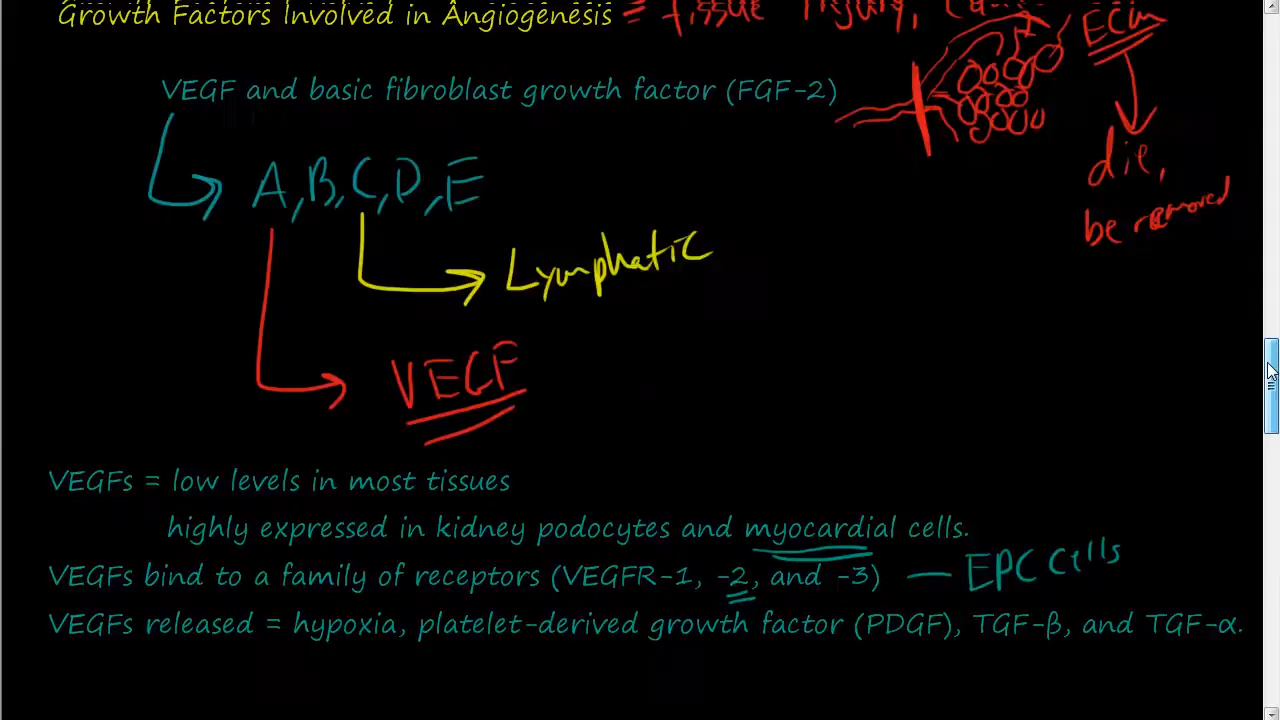 Growth Factors Involved in Angiogenesis = tissue injury,
ECM
VEGF and basic fibroblast growth factor (FGF-2)
die,
be removed
A, B, C, D, E
Lymphatic
VEGF
VEGFs = low levels in most tissues
highly expressed in kidney podocytes and myocardial cells.
VEGFs bind to a family of receptors (VEGFR-1, -2, and -3) — EPC Cells
VEGFs released = hypoxia, platelet-derived growth factor (PDGF), TGF-β, and TGF-α.